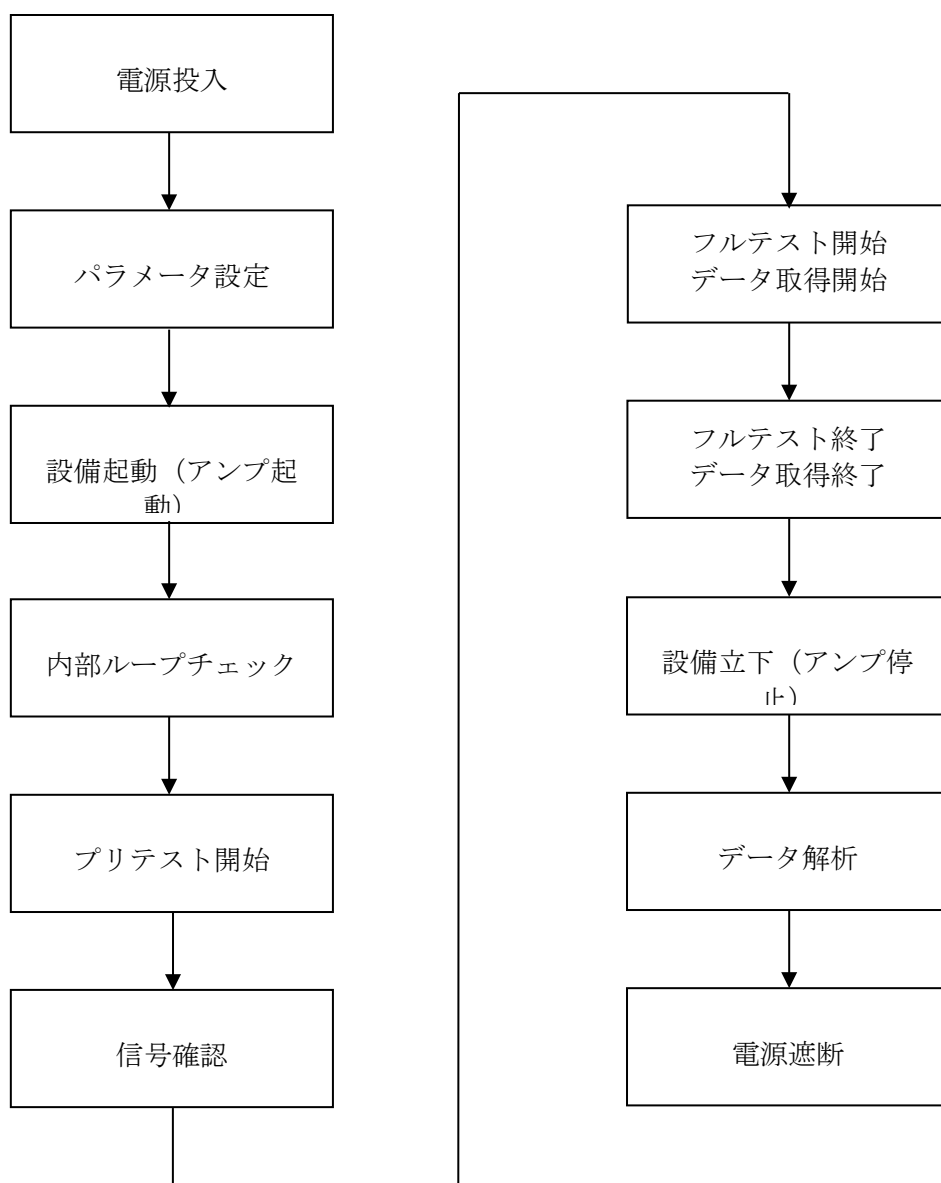 電源投入
パラメータ設定
設備起動（アンプ起
動）
内部ループチェック
プリテスト開始
信号確認
フルテスト開始
データ取得開始
フルテスト終了
データ取得終了
設備立下（アンプ停
止）
データ解析
電源遮断